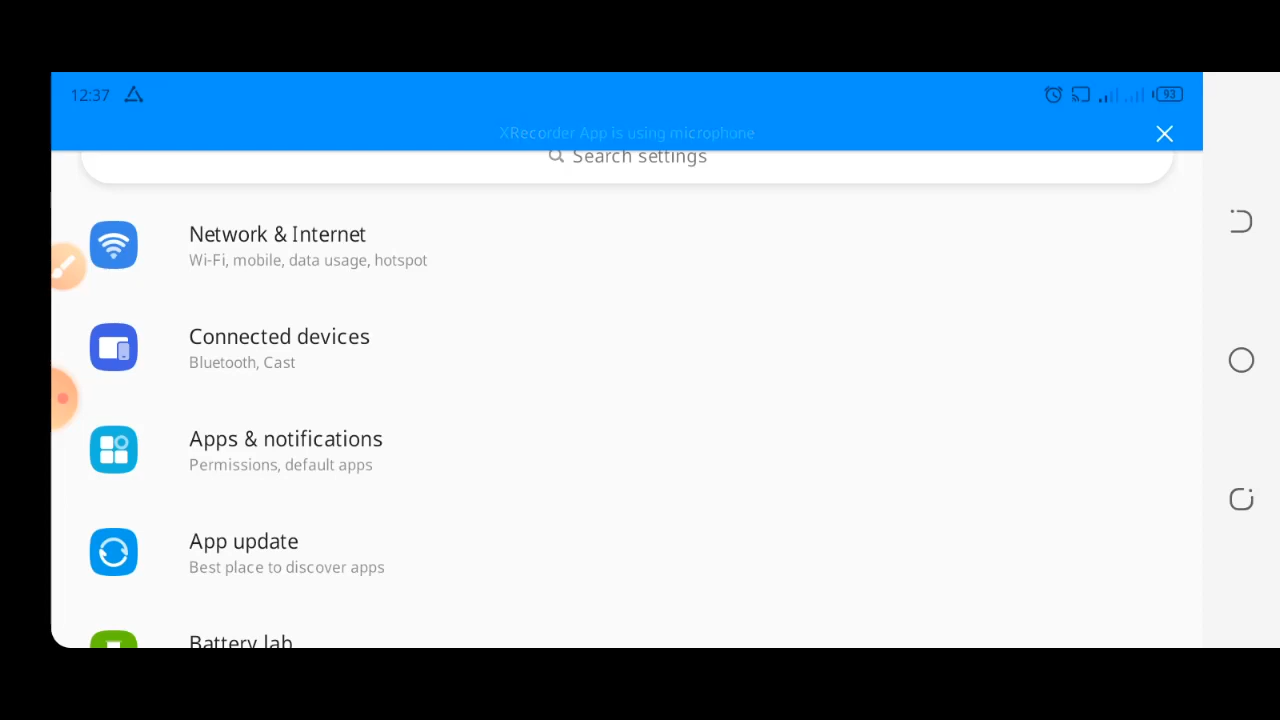 12:37
93
XRecorder App is using microphone
Search settings
Network & Internet
Wi-Fi, mobile, data usage, hotspot
Connected devices
Bluetooth, Cast
Apps & notifications
Permissions, default apps
App update
Best place to discover apps
Battery lab